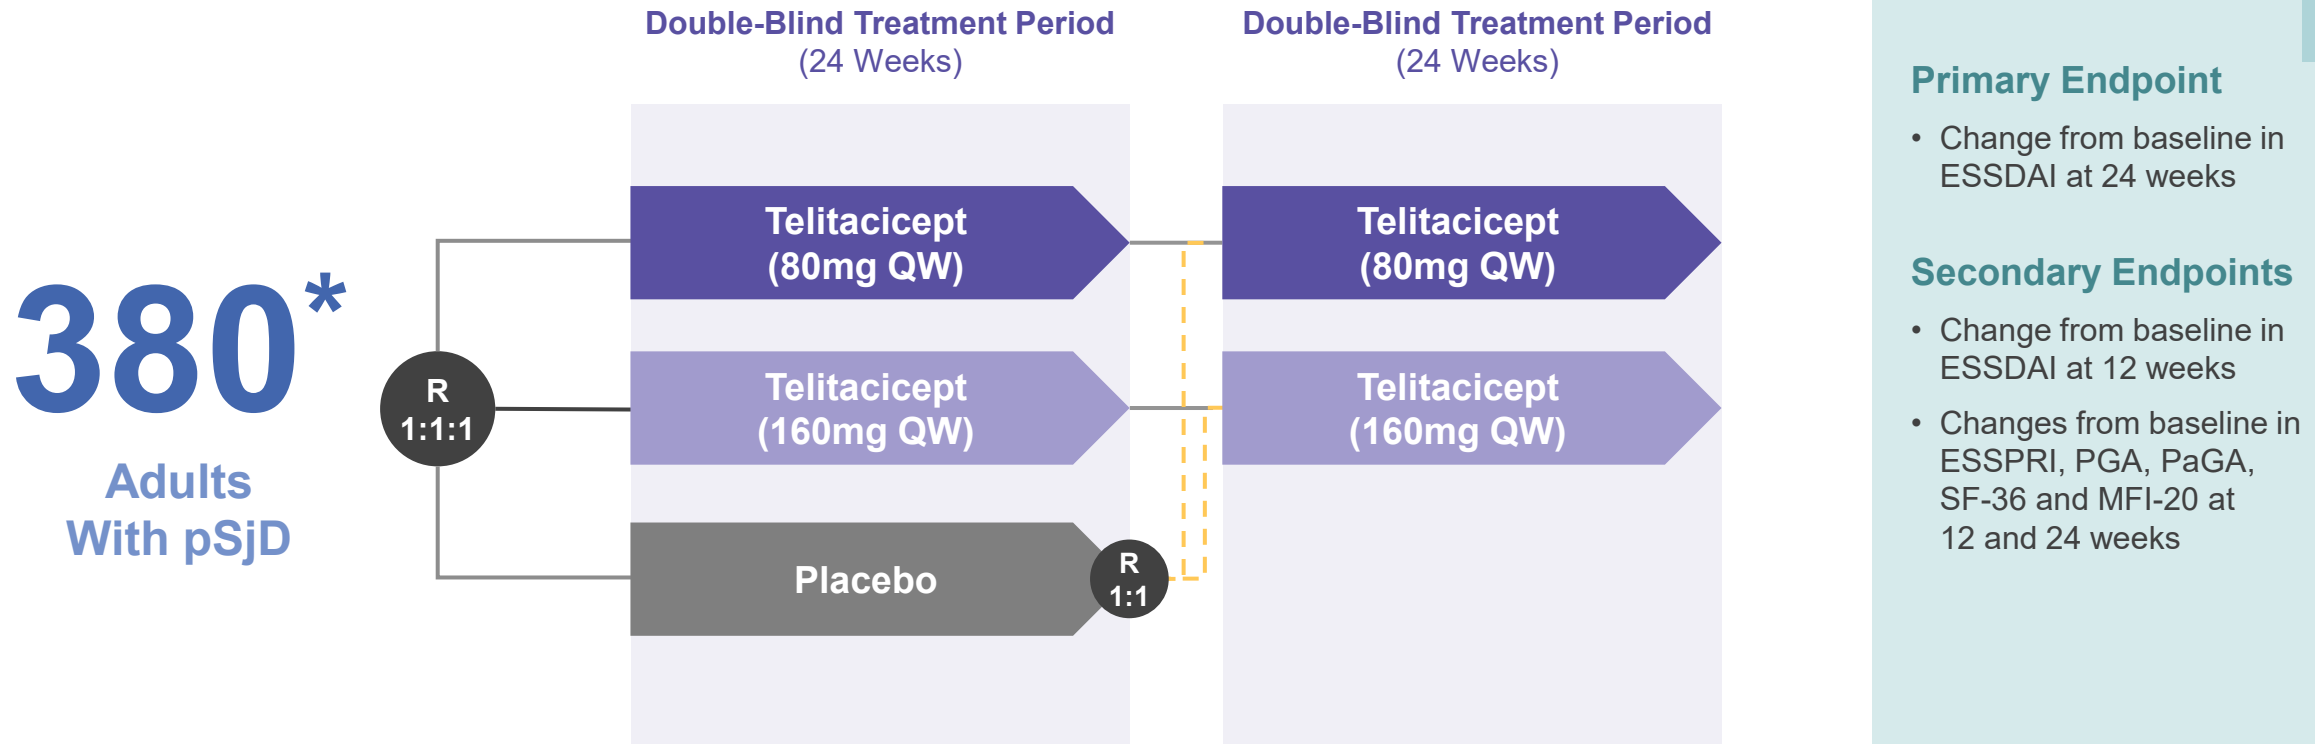 Double-Blind Treatment Period
(24 Weeks)
Double-Blind Treatment Period
(24 Weeks)
380*
Adults
With pSjD
R
1:1:1
Telitacicept
(80mg QW)
Telitacicept
(80mg QW)
Telitacicept
(160mg QW)
Telitacicept
(160mg QW)
Placebo
R
1:1
Primary Endpoint
• Change from baseline in
ESSDAI at 24 weeks
Secondary Endpoints
• Change from baseline in
ESSDAI at 12 weeks
• Changes from baseline in
ESSPRI, PGA, PaGA,
SF-36 and MFI-20 at
12 and 24 weeks